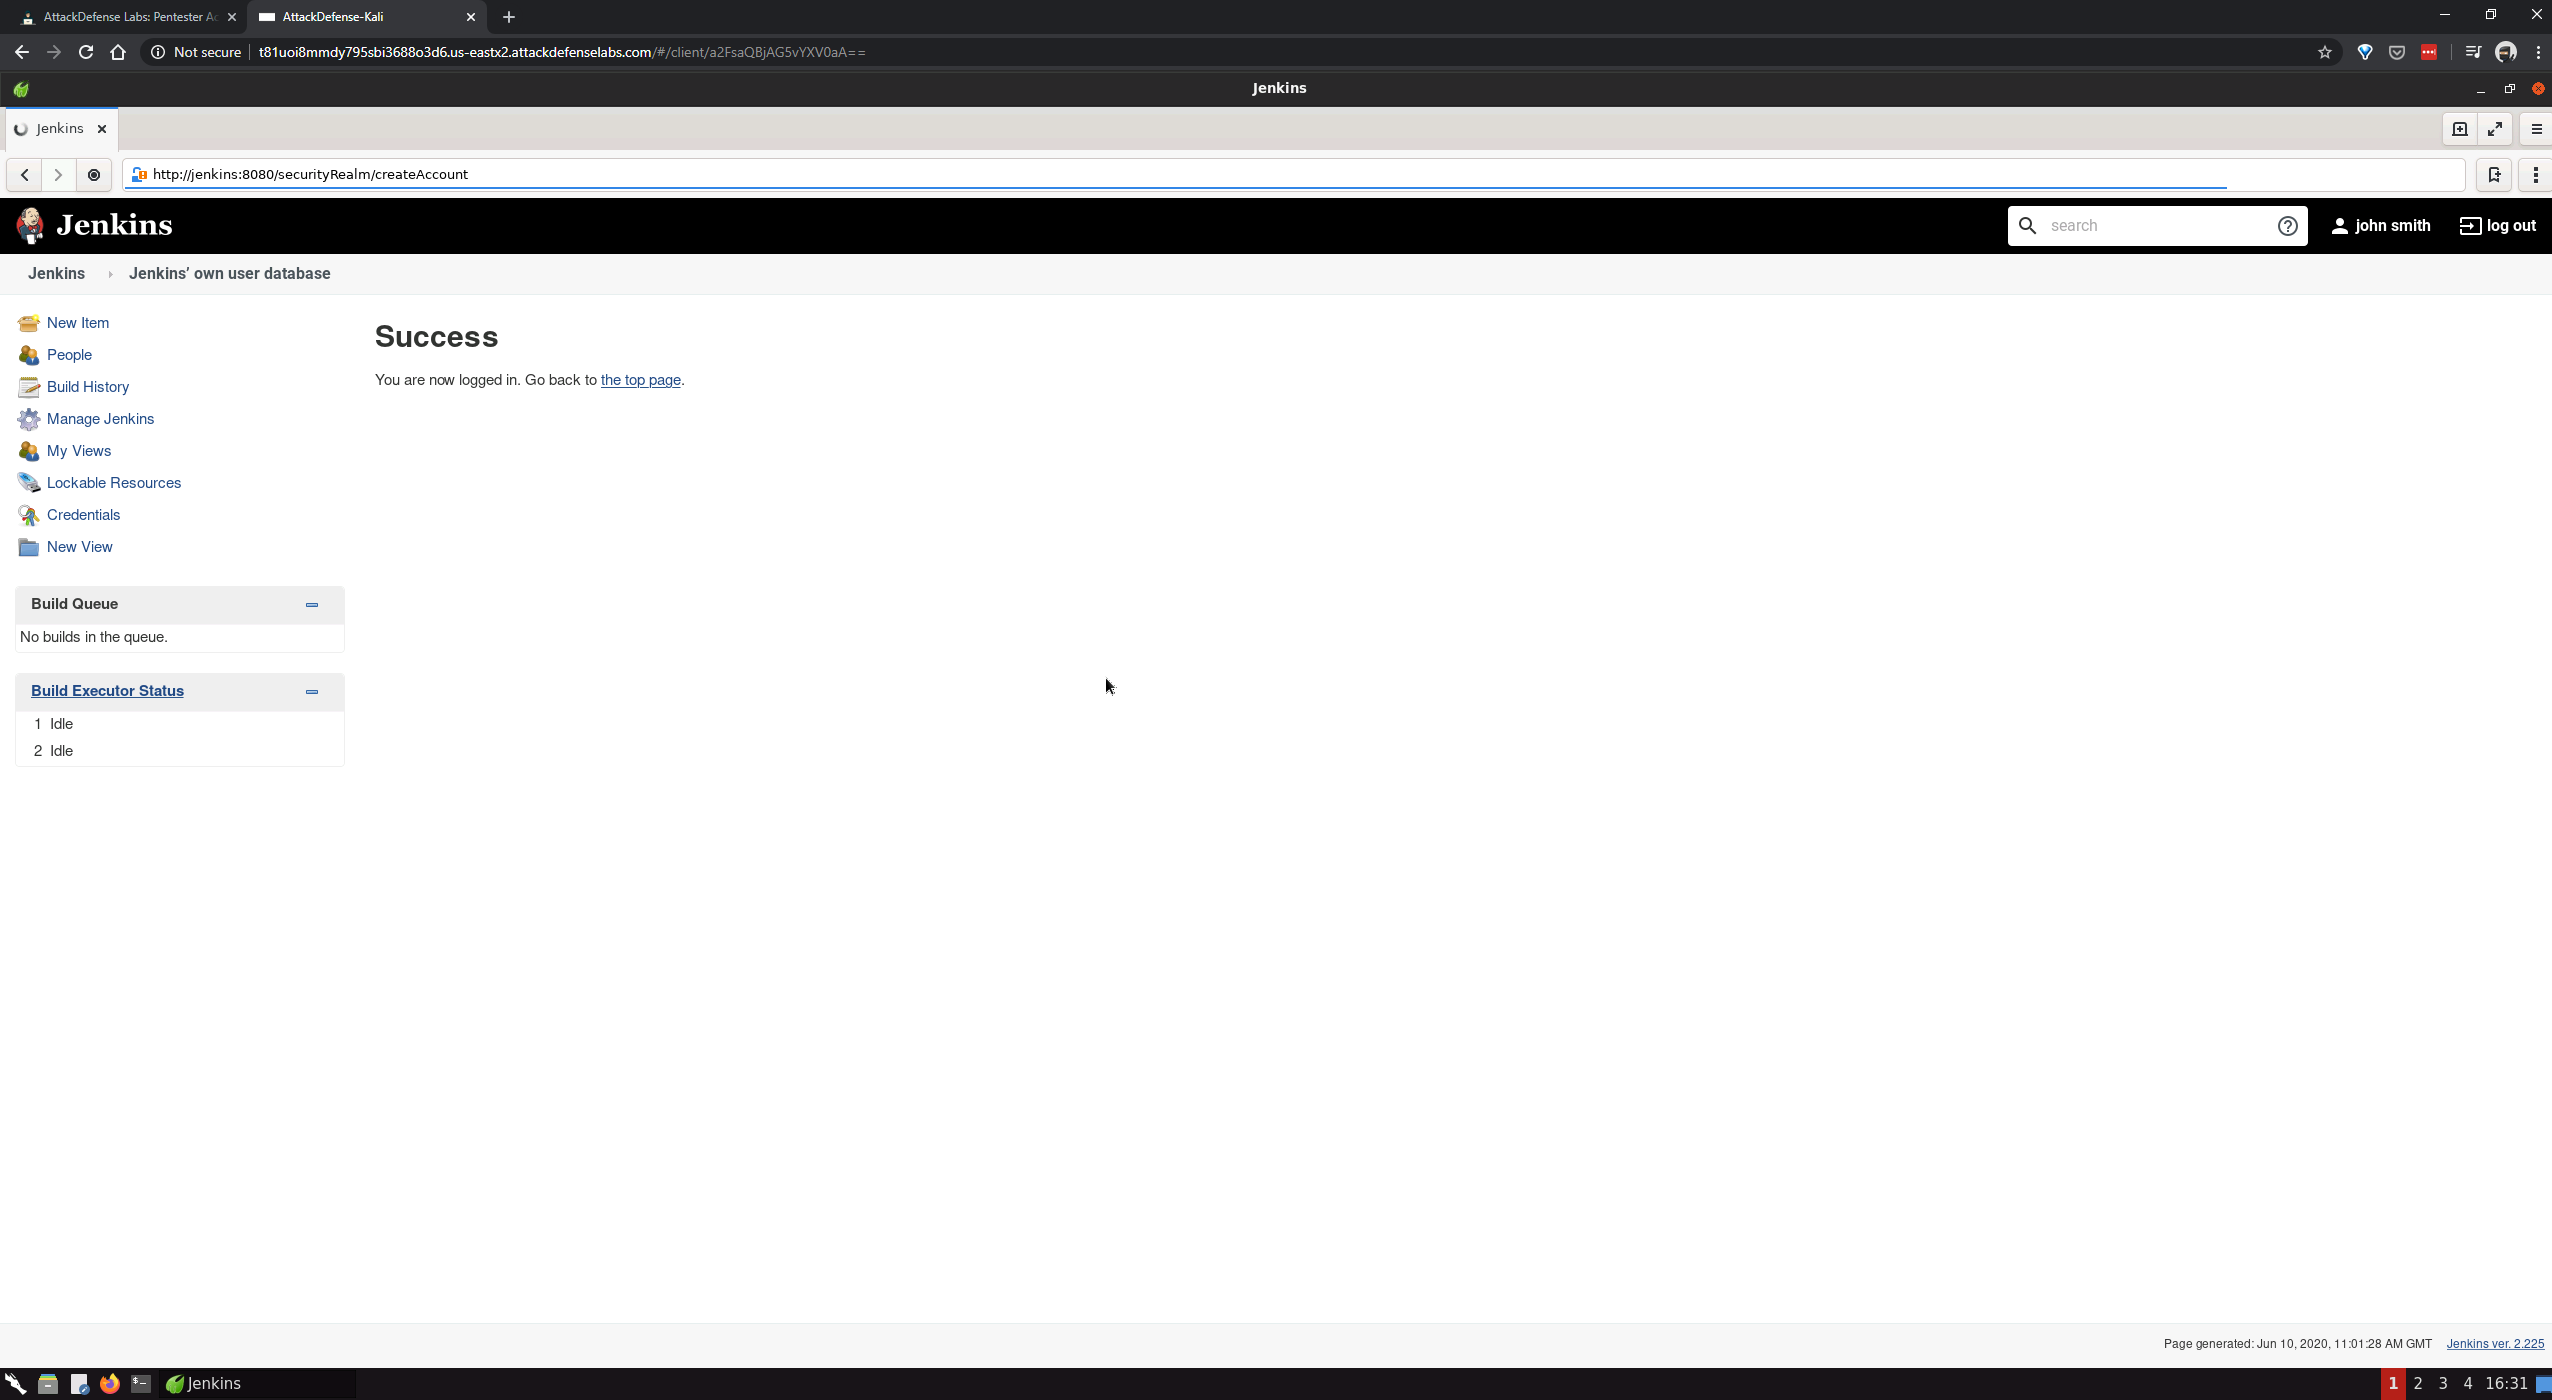 AttackDefense Labs: Pentester Ac
AttackDefense-Kali
Not secure t81uoi8mmdy795sbi3688o3d6.us-eastx2.attackdefenselabs.com/#/client/a2FsaQBjAG5vYXV0aA==
Jenkins
Jenkins
http://jenkins:8080/securityRealm/createAccount
Jenkins
search
john smith
log out
Jenkins
Jenkins' own user database
New Item
People
Build History
Manage Jenkins
My Views
Lockable Resources
Credentials
New View
Success
You are now logged in. Go back to the top page.
Build Queue
No builds in the queue.
Build Executor Status
1 Idle
2 Idle
Page generated: Jun 10, 2020, 11:01:28 AM GMT Jenkins ver. 2.225
Jenkins
1 2 3 4 16:31